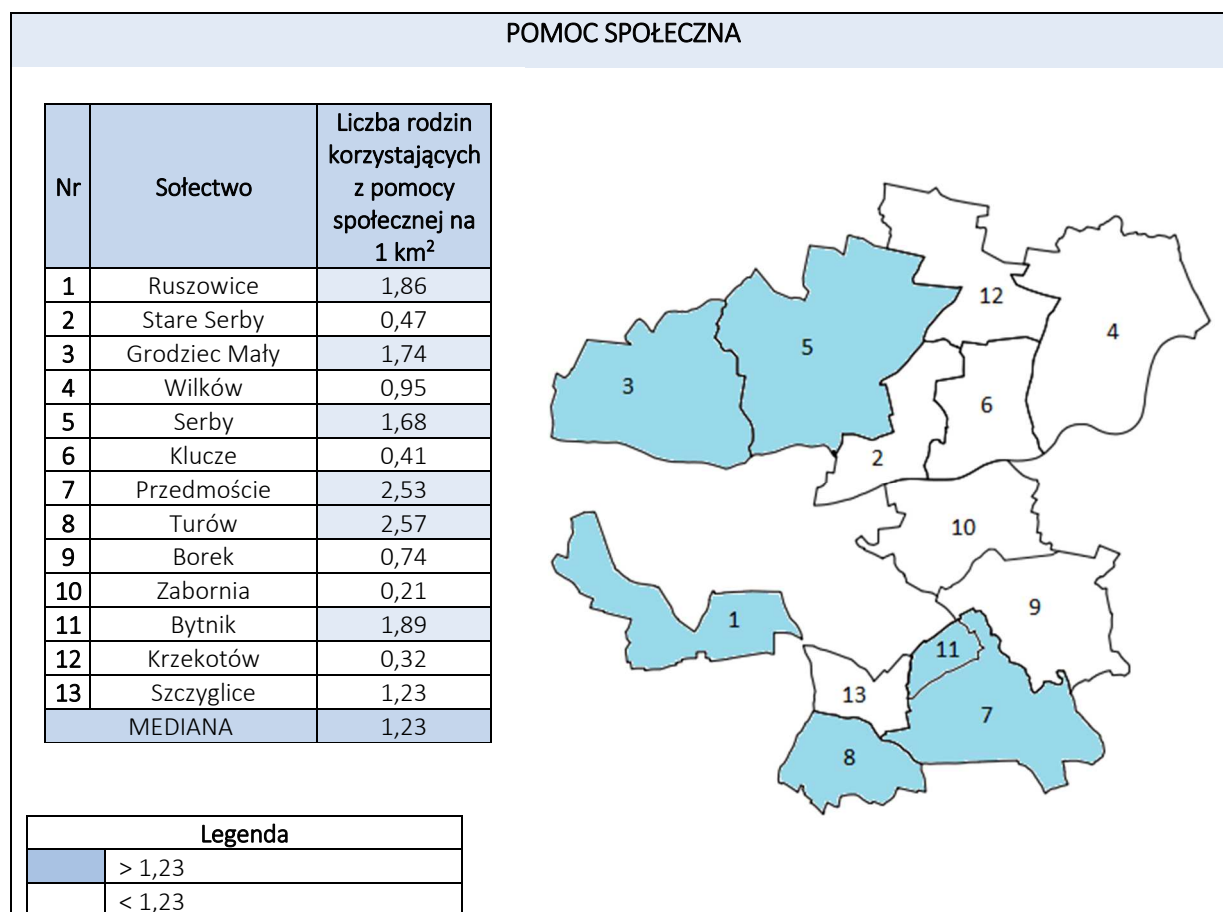 POMOC SPOŁECZNA
Nr Sołectwo Liczba rodzin
korzystających
z pomocy
społecznej na
1 km²
1 Ruszowice 1,86
2 Stare Serby 0,47
3 Grodziec Mały 1,74
4 Wilków 0,95
5 Serby 1,68
6 Klucze 0,41
7 Przedmoście 2,53
8 Turów 2,57
9 Borek 0,74
10 Zabornia 0,21
11 Bytnik 1,89
12 Krzekotów 0,32
13 Szczyglice 1,23
MEDIANA 1,23
12
4
5
3
6
2
10
9
1
11
13
7
8
Legenda
> 1,23
< 1,23